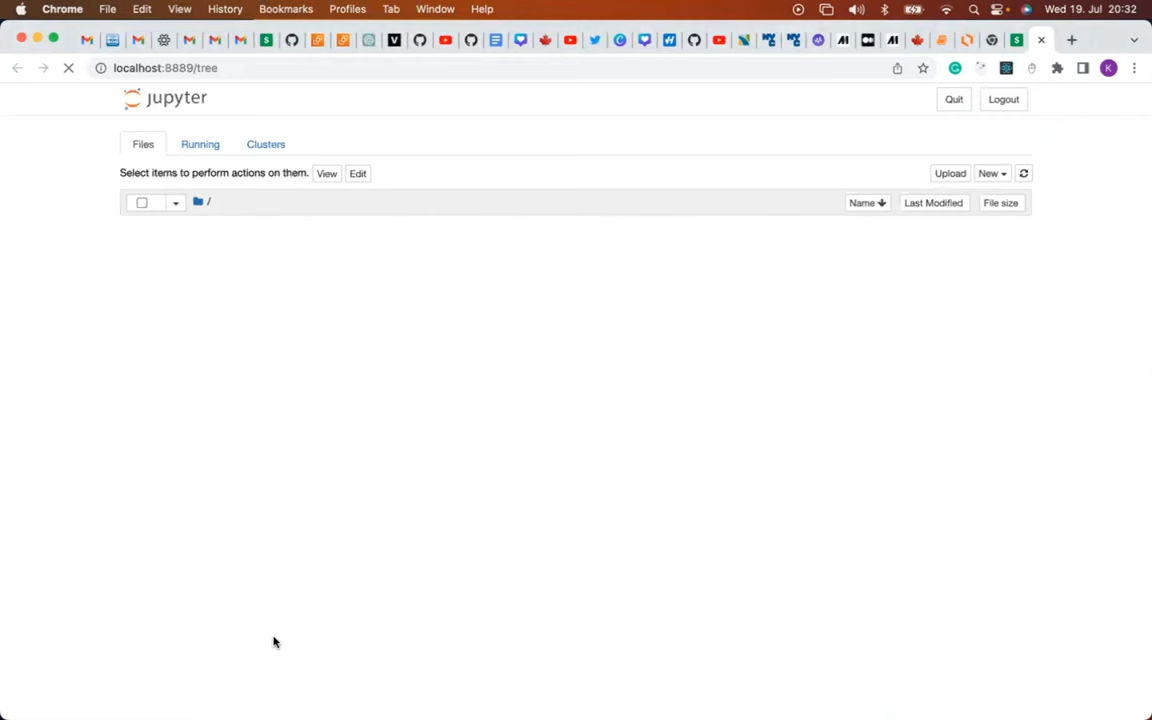 Chrome File Edit View History Bookmarks Profiles Tab Window Help Wed 19. Jul 20:32
localhost:8889/tree K
jupyter Quit Logout
Files Running Clusters
Select items to perform actions on them. View Edit Upload New
/ Name Last Modified File size